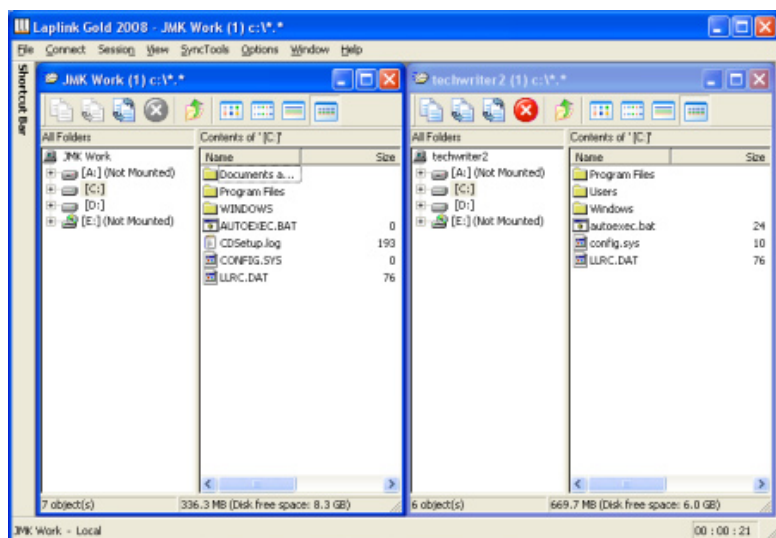 Laplink Gold 2008 - JMK Work (1) c:\*.*
File Connect Session View SyncTools Options Window Help
Shortcut Bar
JMK Work (1) c:\*.*
All Folders
Contents of '[C:]'
JMK Work
[A:] (Not Mounted)
[C:]
[D:]
[E:] (Not Mounted)
Name Size
Documents a...
Program Files
WINDOWS
AUTOEXEC.BAT 0
CDSetup.log 193
CONFIG.SYS 0
LLRC.DAT 76
7 object(s) 336.3 MB (Disk free space: 8.3 GB)
techwriter2 (1) c:\*.*
All Folders
Contents of '[C:]'
techwriter2
[A:] (Not Mounted)
[C:]
[D:]
[E:] (Not Mounted)
Name Size
Program Files
Users
Windows
autoexec.bat 24
config.sys 10
LLRC.DAT 76
6 object(s) 669.7 MB (Disk free space: 6.0 GB)
JMK Work - Local 00 : 00 : 21